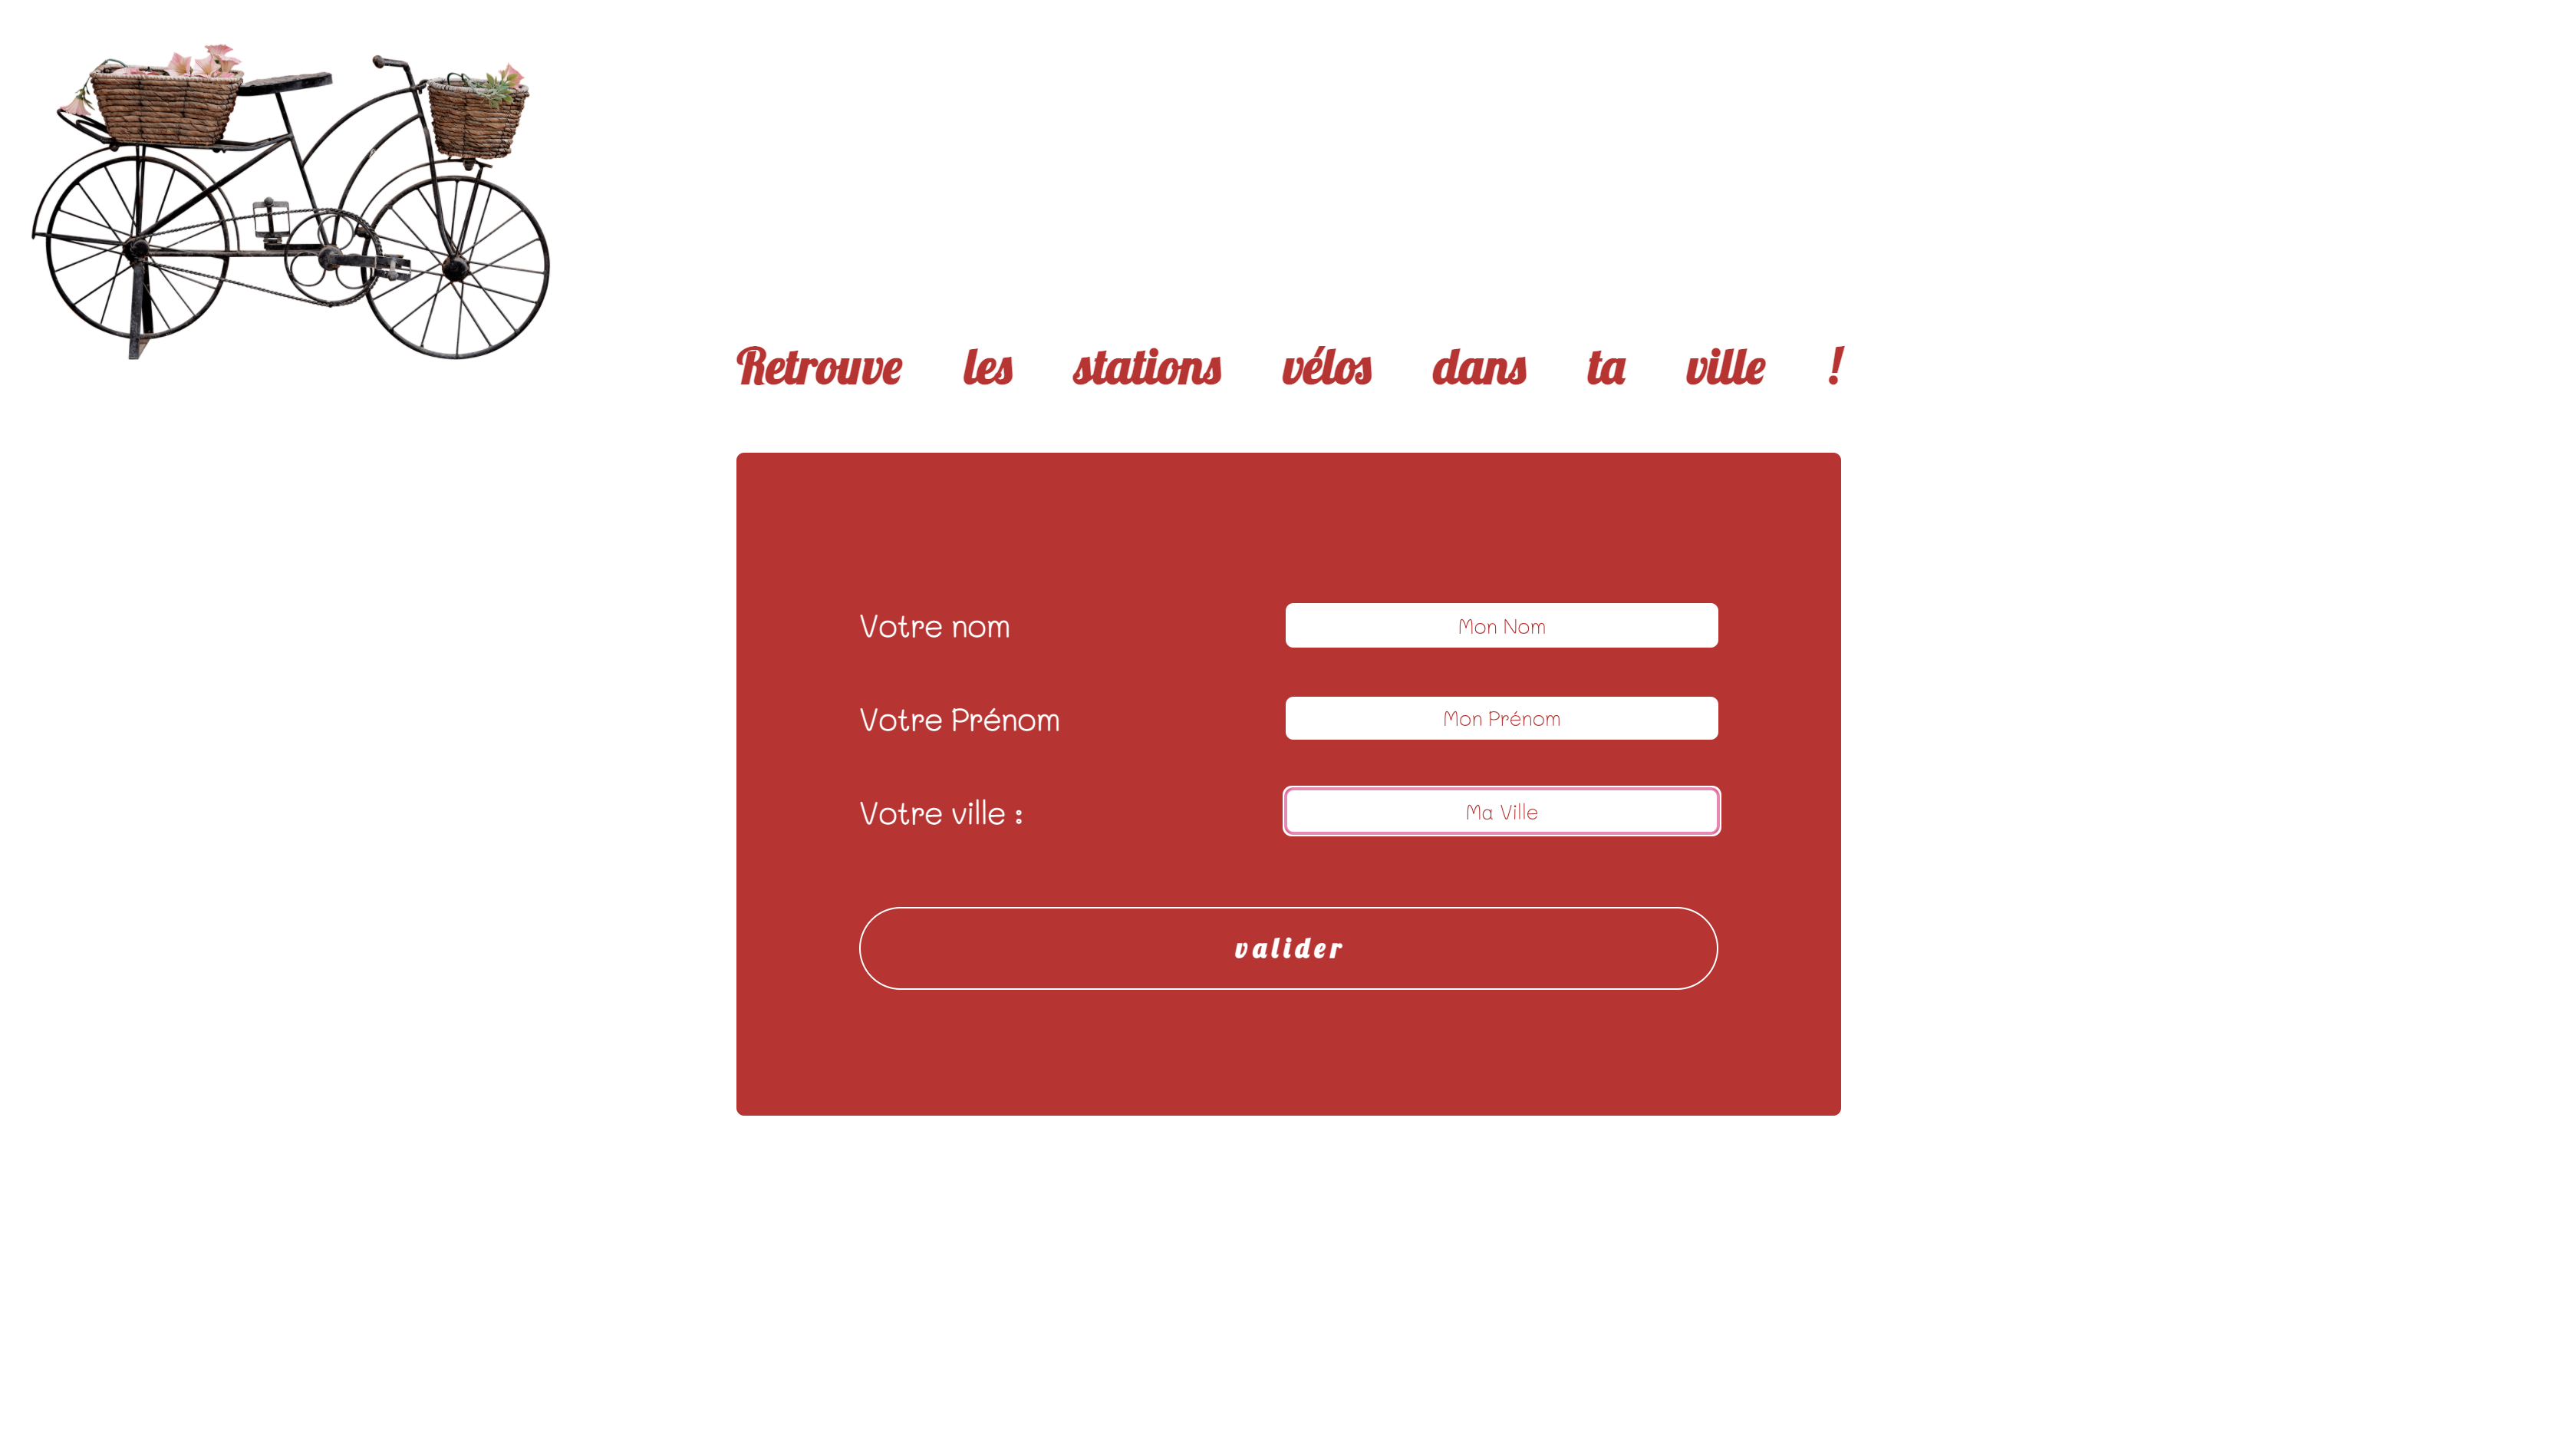 Retrouve les stations vélos dans ta ville !
Votre nom
Mon Nom
Votre Prénom
Mon Prénom
Votre ville :
Ma Ville
valider